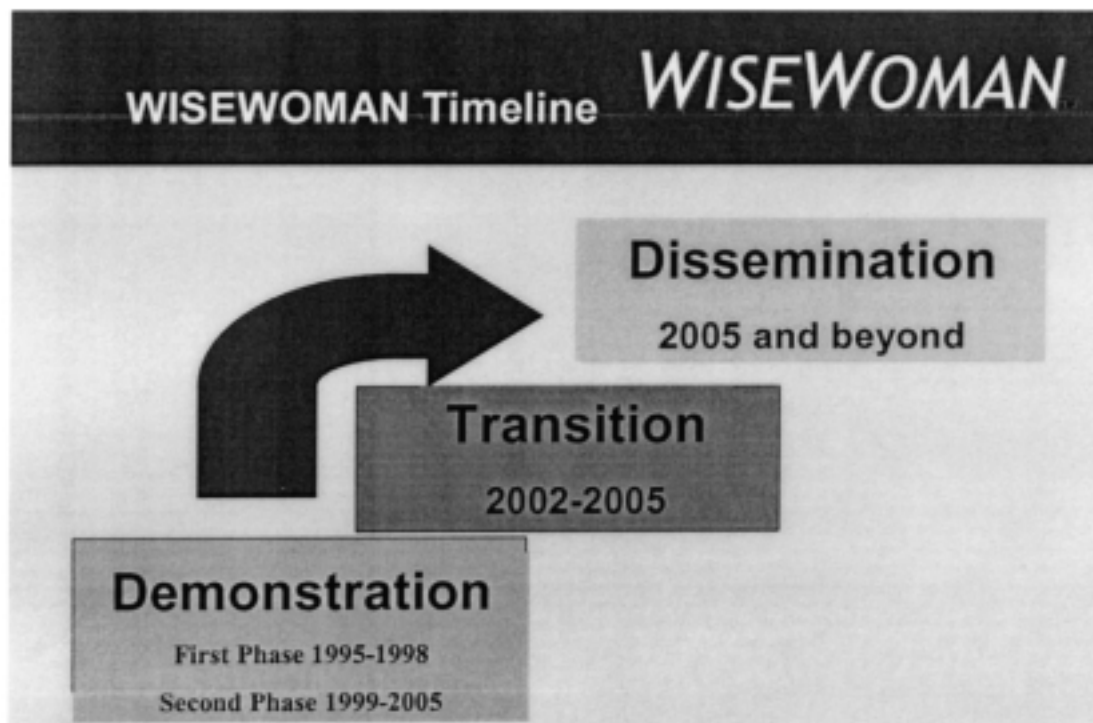 WISEWOMAN Timeline
WISEWOMAN
Dissemination
2005 and beyond
Transition
2002-2005
Demonstration
First Phase 1995-1998
Second Phase 1999-2005